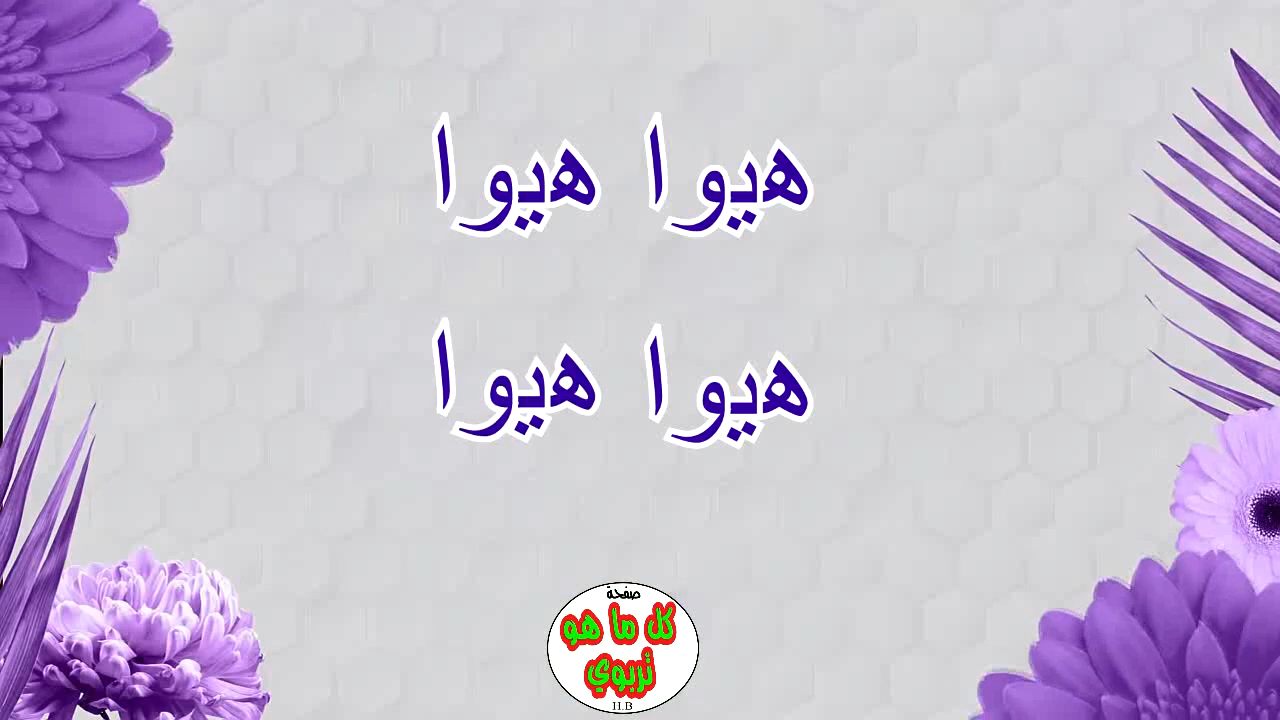 هيوا هيوا
هيوا هيوا
صفحة
كل ما هو
تربوي
H.B